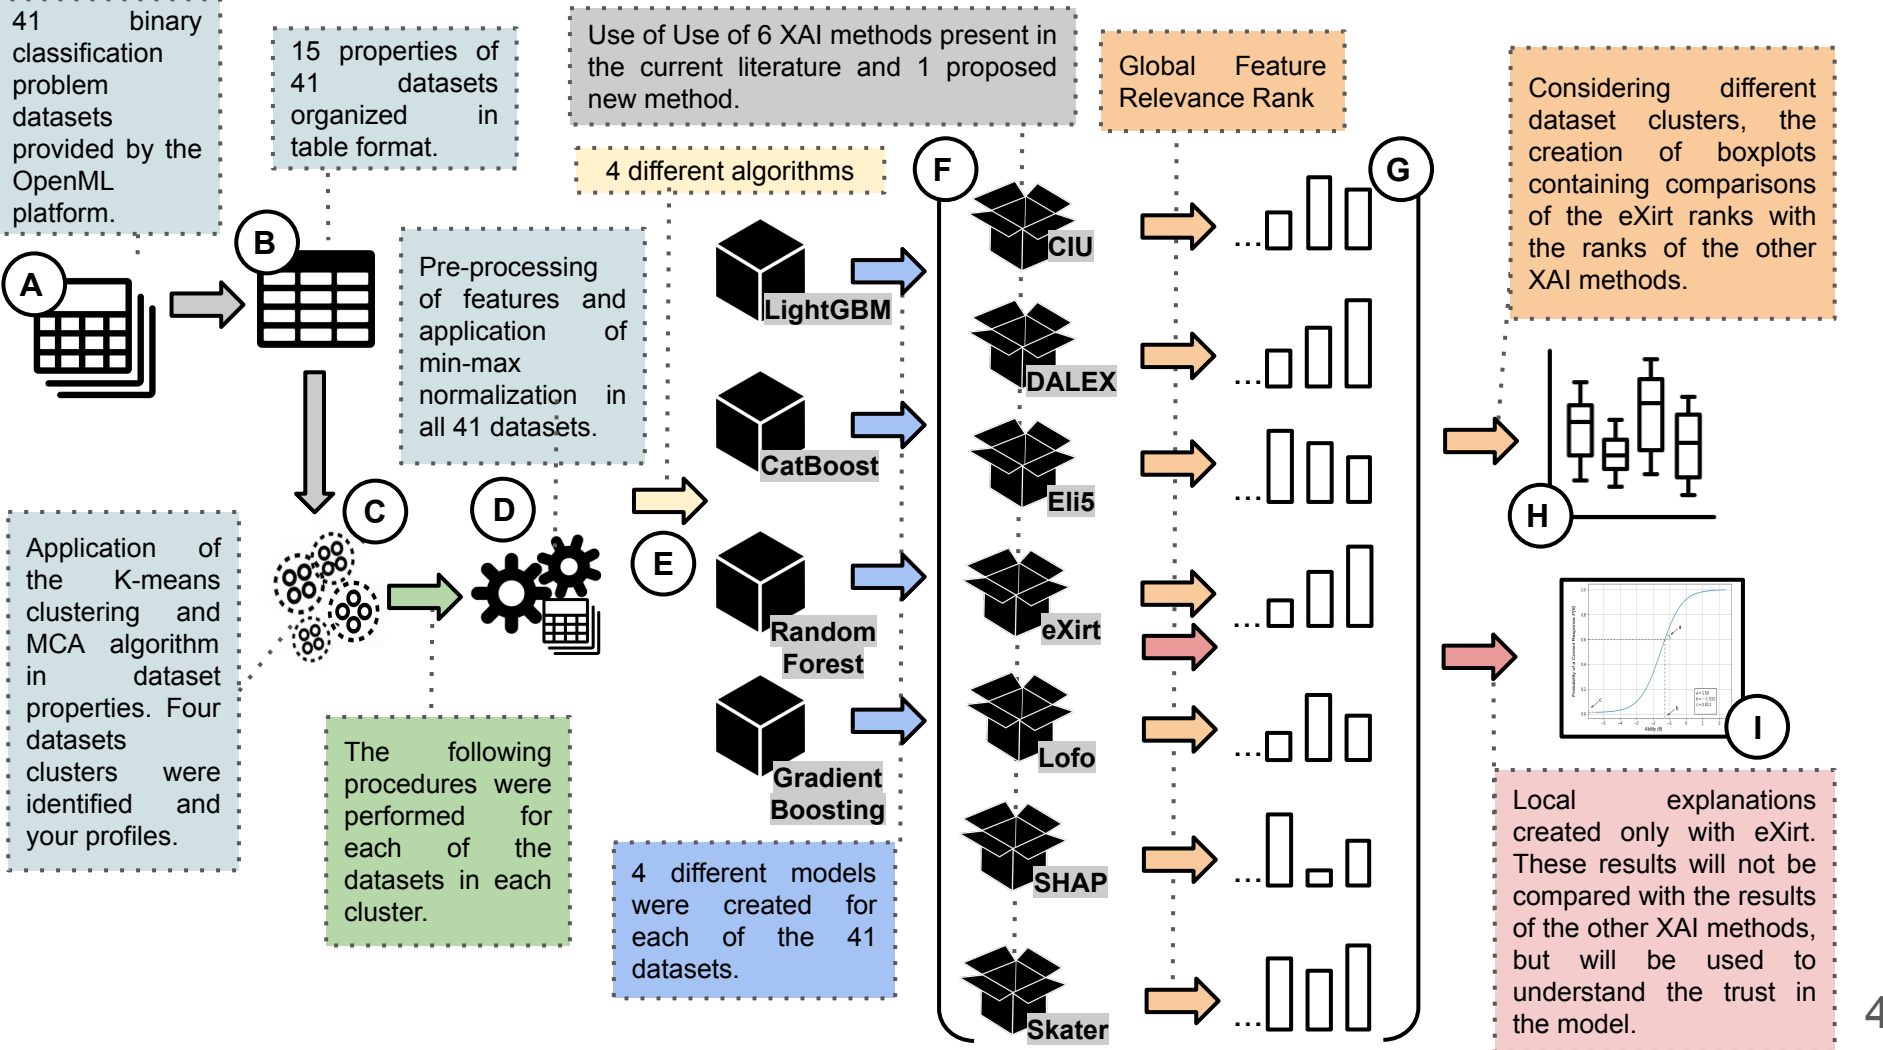 41 binary
classification
problem
datasets
provided by the
OpenML
platform.
15 properties of
41 datasets
organized in
table format.
Use of Use of 6 XAI methods present in
the current literature and 1 proposed
new method.
Global Feature
Relevance Rank
Considering different
dataset clusters, the
creation of boxplots
containing comparisons
of the eXirt ranks with
the ranks of the other
XAI methods.
4 different algorithms
A
B
Pre-processing
of features and
application of
min-max
normalization in
all 41 datasets.
C
D
E
F
G
H
I
Application of
the K-means
clustering and
MCA algorithm
in dataset
properties. Four
datasets
clusters were
identified and
your profiles.
The following
procedures were
performed for
each of the
datasets in each
cluster.
LightGBM
CatBoost
Random
Forest
Gradient
Boosting
4 different models
were created for
each of the 41
datasets.
CIU
...
DALEX
...
Eli5
...
eXirt
...
Lofo
...
SHAP
...
Skater
...
Probability of a Correct Response P(θ)
Ability (θ)
Local explanations
created only with eXirt.
These results will not be
compared with the results
of the other XAI methods,
but will be used to
understand the trust in
the model.
4